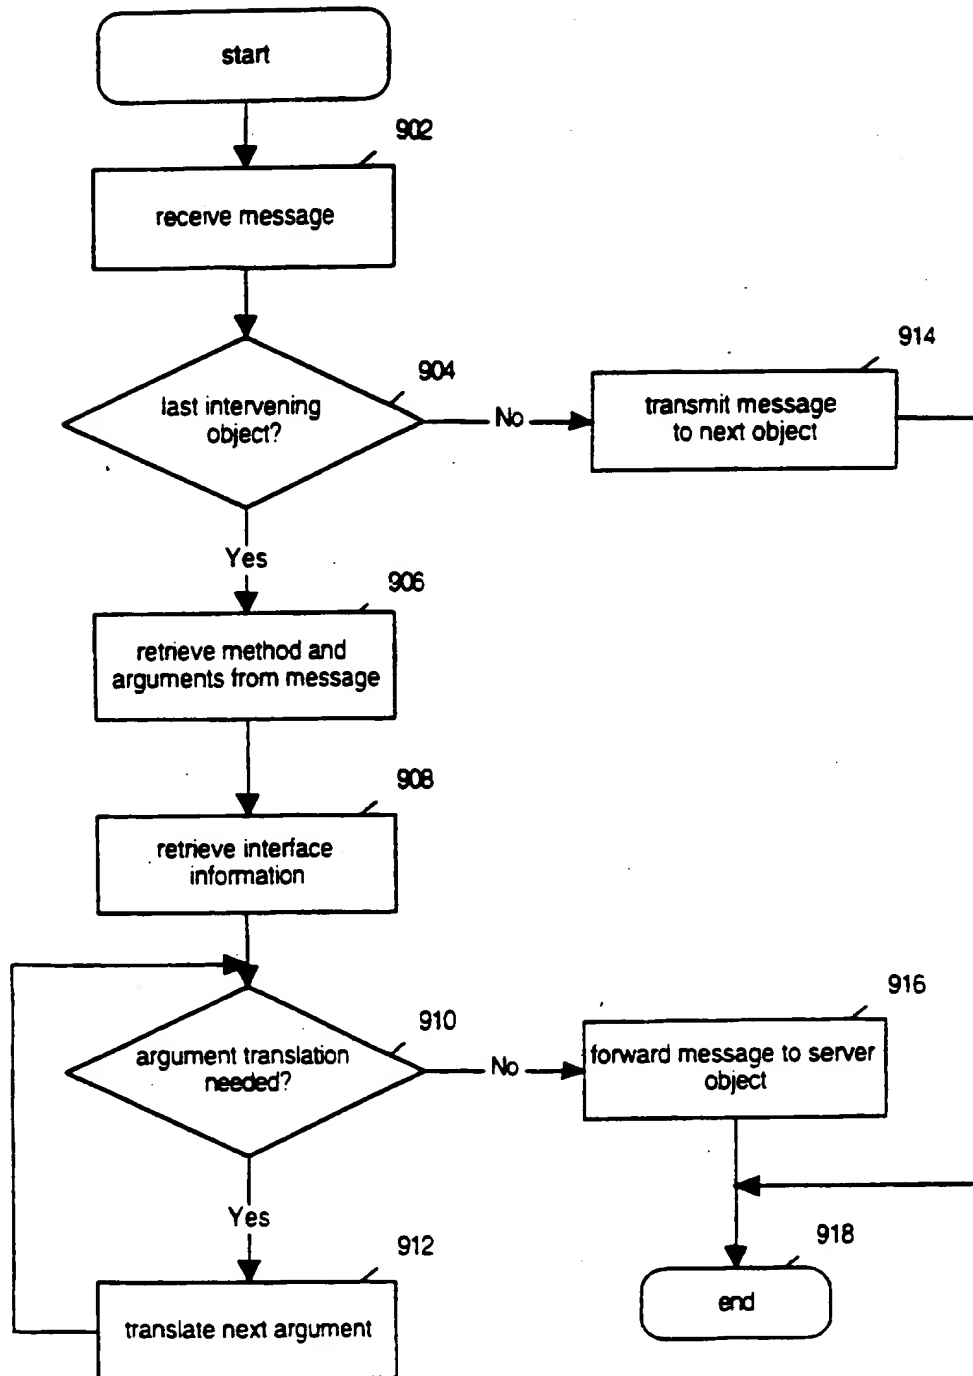 start
902
receive message
904
last intervening
object?
No
914
transmit message
to next object
Yes
906
retrieve method and
arguments from message
908
retrieve interface
information
910
argument translation
needed?
No
916
forward message to server
object
Yes
912
translate next argument
918
end